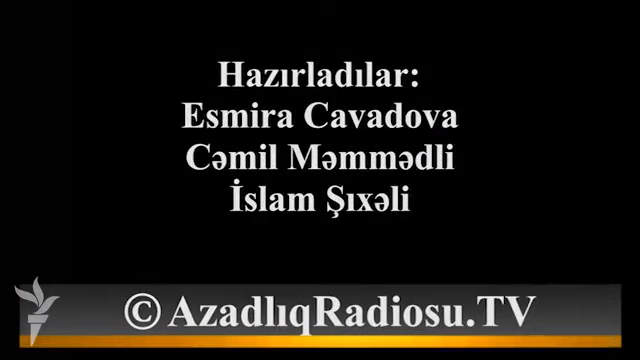 Hazırladılar:
Esmira Cavadova
Cəmil Məmmədli
İslam Şıxəli
© AzadlıqRadiosu.TV